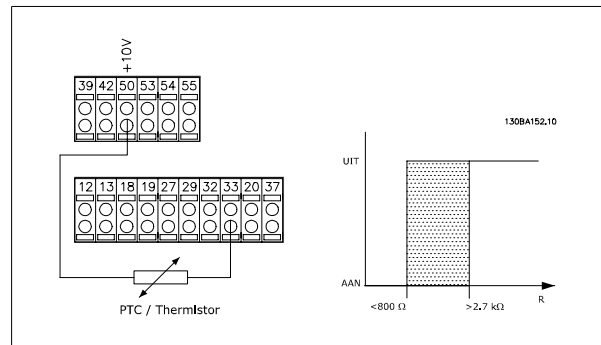 +10V
39 42 50 53 54 55
12 13 18 19 27 29 32 33 20 37
PTC / Thermistor
130BA152.10
UIT
AAN
<800 Ω >2.7 kΩ R